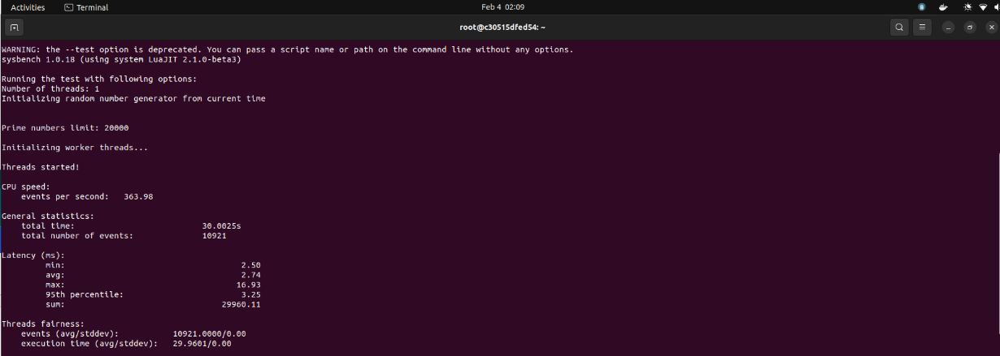 Activities Terminal Feb 4 02:09
root@c30515dfed54: ~
WARNING: the --test option is deprecated. You can pass a script name or path on the command line without any options.
sysbench 1.0.18 (using system LuaJIT 2.1.0-beta3)
Running the test with following options:
Number of threads: 1
Initializing random number generator from current time
Prime numbers limit: 20000
Initializing worker threads...
Threads started!
CPU speed:
events per second: 363.98
General statistics:
total time: 30.0025s
total number of events: 10921
Latency (ms):
min: 2.50
avg: 2.74
max: 16.93
95th percentile: 3.25
sum: 29960.11
Threads fairness:
events (avg/stddev): 10921.0000/0.00
execution time (avg/stddev): 29.9601/0.00